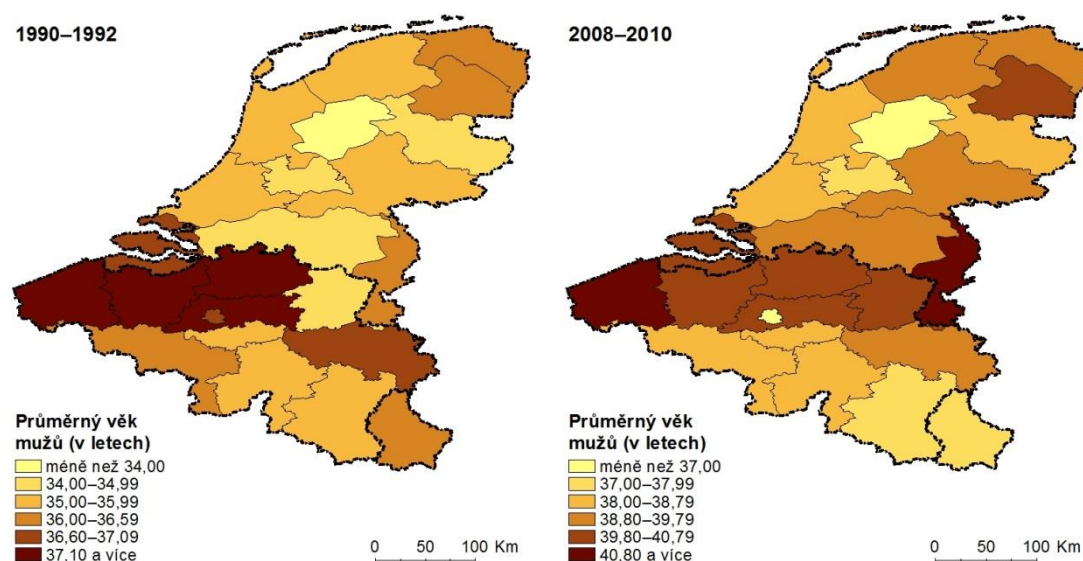 1990–1992
Průměrný věk
mužů (v letech)
méně než 34,00
34,00–34,99
35,00–35,99
36,00–36,59
36,60–37,09
37,10 a více
0 50 100 Km
2008–2010
Průměrný věk
mužů (v letech)
méně než 37,00
37,00–37,99
38,00–38,79
38,80–39,79
39,80–40,79
40,80 a více
0 50 100 Km